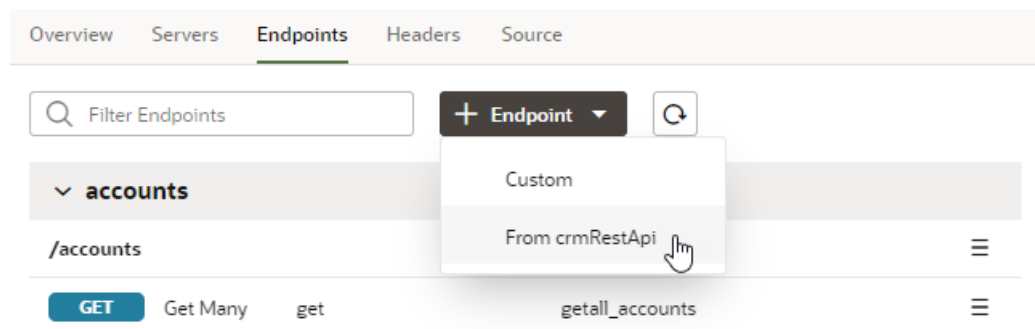 Overview Servers Endpoints Headers Source
Filter Endpoints + Endpoint
Custom
accounts
From crmRestApi
/accounts
GET Get Many get getall_accounts